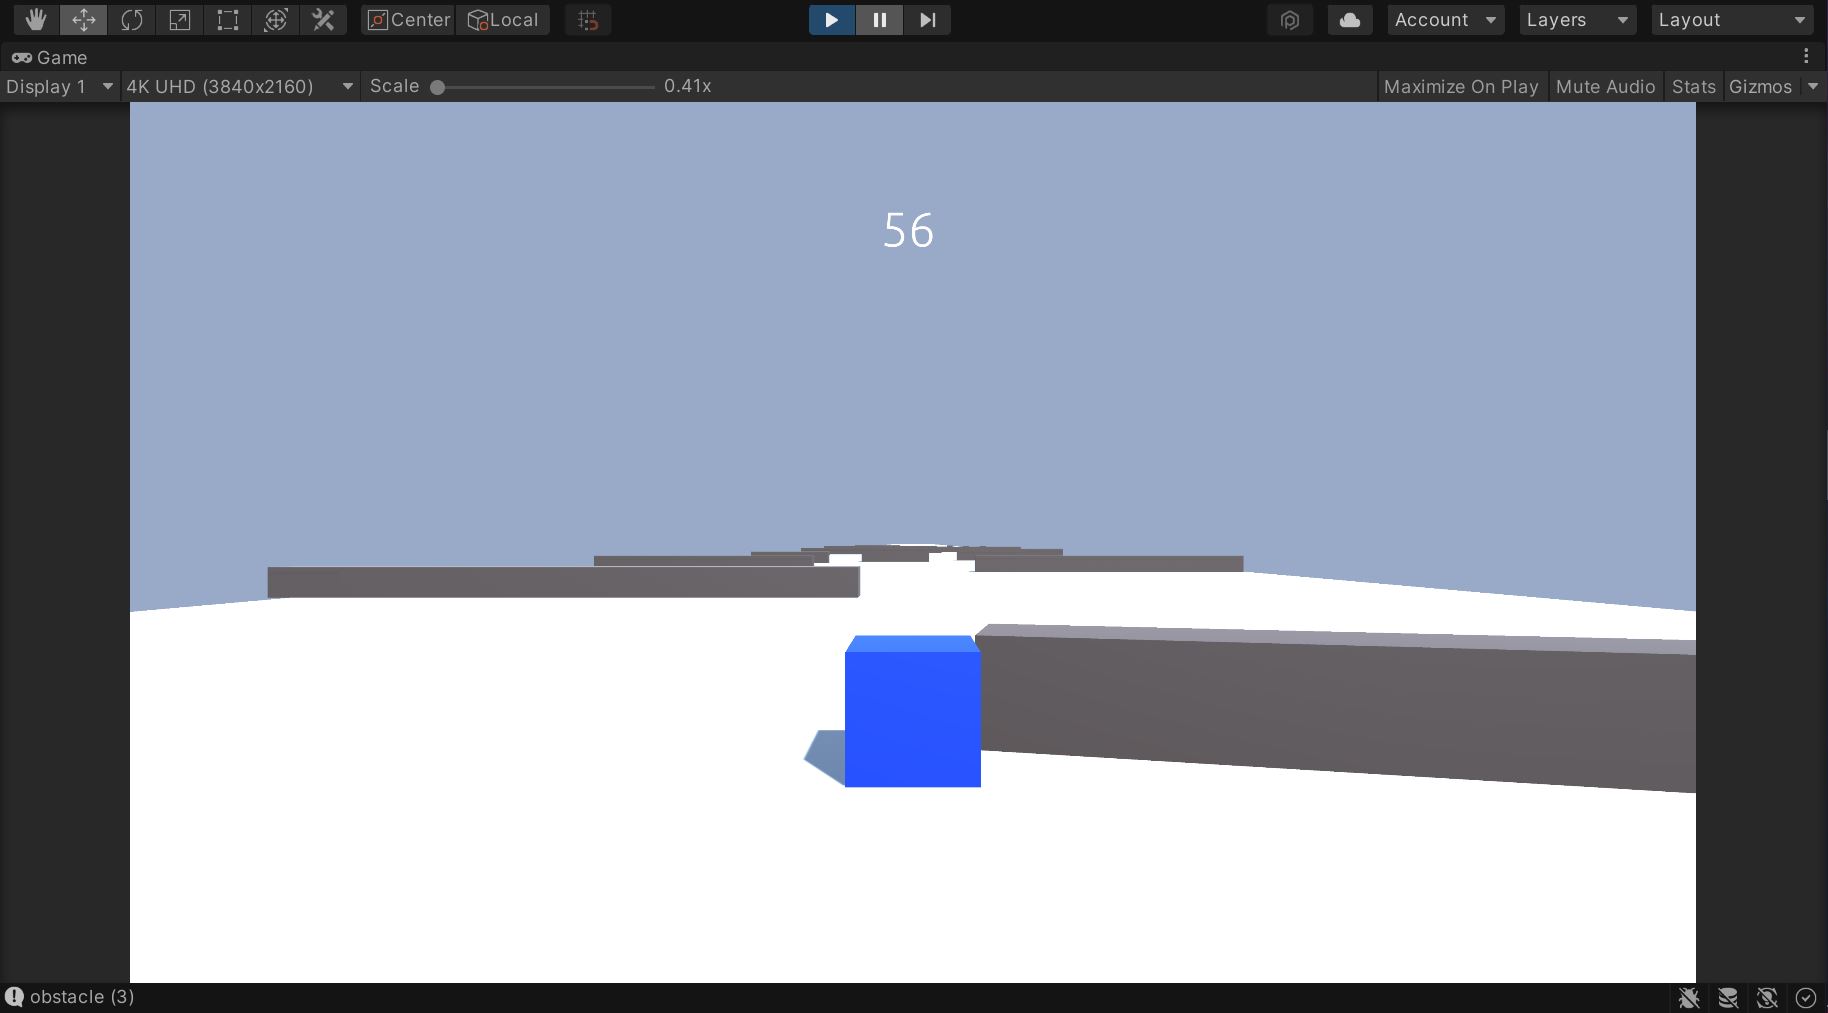 Center Local Account Layers Layout
Game
Display 1 4K UHD (3840x2160) Scale 0.41x Maximize On Play Mute Audio Stats Gizmos
56
obstacle (3)